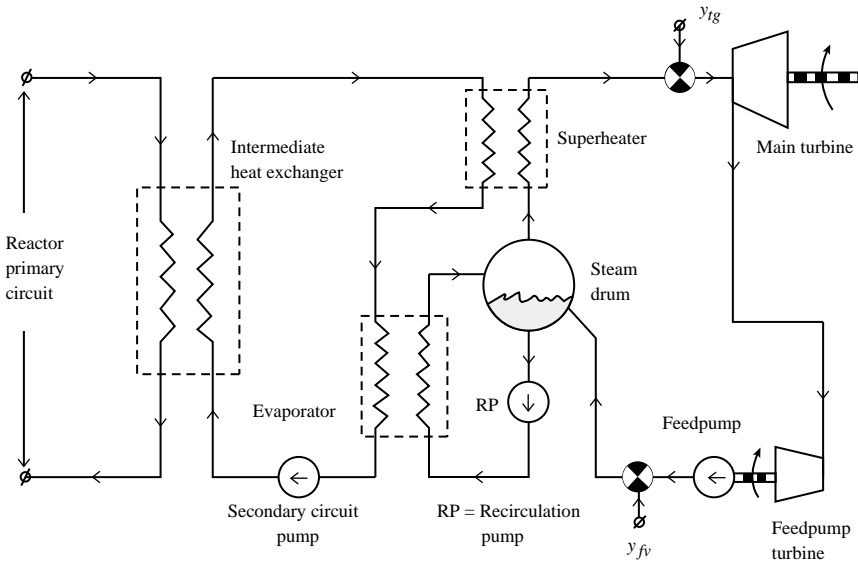 y_tg
Intermediate
heat exchanger
Superheater
Main turbine
Reactor
primary
circuit
Steam
drum
Evaporator
RP
Feedpump
Secondary circuit
pump
RP = Recirculation
pump
y_fv
Feedpump
turbine